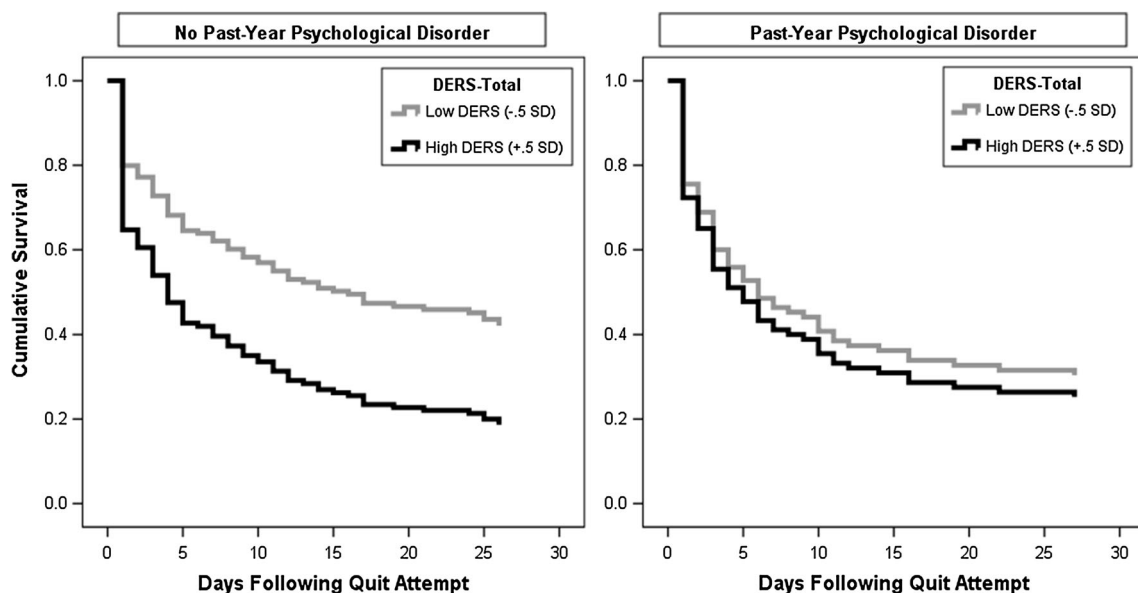 No Past-Year Psychological Disorder
Cumulative Survival
1.0
0.8
0.6
0.4
0.2
0.0
DERS-Total
Low DERS (-.5 SD)
High DERS (+.5 SD)
0 5 10 15 20 25 30
Days Following Quit Attempt
Past-Year Psychological Disorder
1.0
0.8
0.6
0.4
0.2
0.0
DERS-Total
Low DERS (-.5 SD)
High DERS (+.5 SD)
0 5 10 15 20 25 30
Days Following Quit Attempt